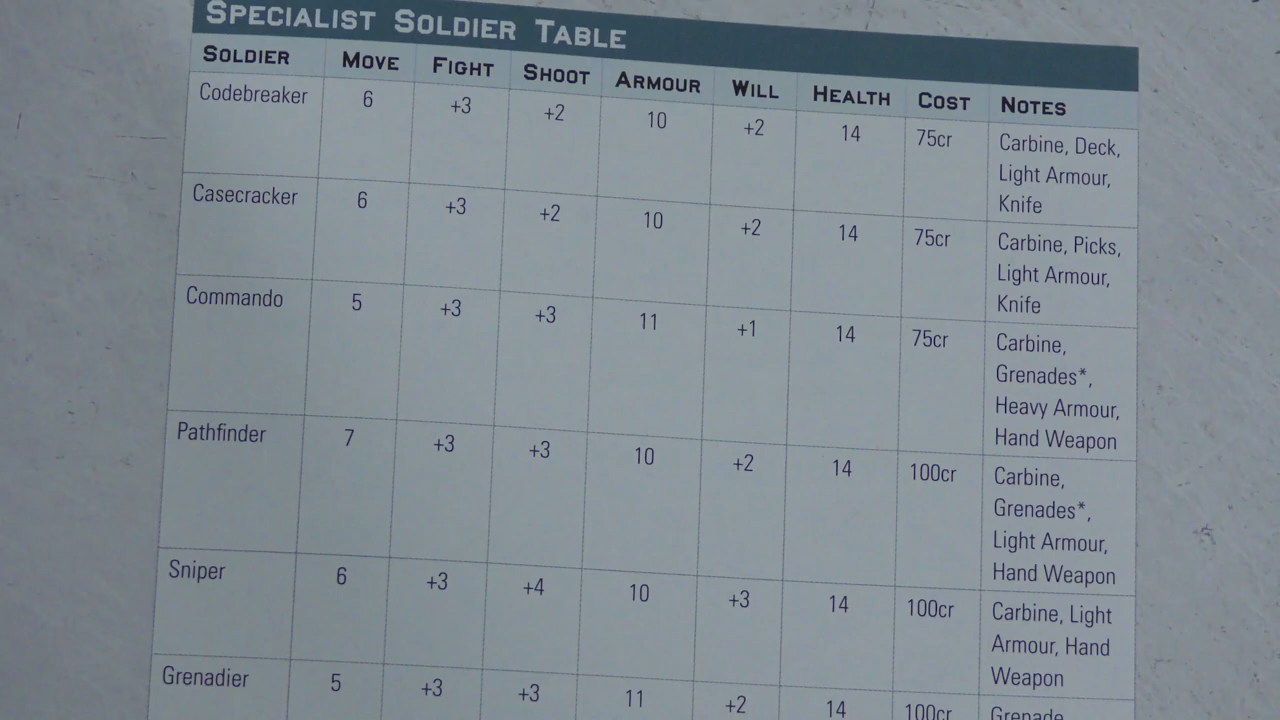 SPECIALIST SOLDIER TABLE
SOLDIER MOVE FIGHT SHOOT ARMOUR WILL HEALTH COST NOTES
Codebreaker 6 +3 +2 10 +2 14 75cr Carbine, Deck,
Light Armour,
Knife
Casecracker 6 +3 +2 10 +2 14 75cr Carbine, Picks,
Light Armour,
Knife
Commando 5 +3 +3 11 +1 14 75cr Carbine,
Grenades*,
Heavy Armour,
Hand Weapon
Pathfinder 7 +3 +3 10 +2 14 100cr Carbine,
Grenades*,
Light Armour,
Hand Weapon
Sniper 6 +3 +4 10 +3 14 100cr Carbine, Light
Armour, Hand
Weapon
Grenadier 5 +3 +3 11 +2 14 100cr Grenade